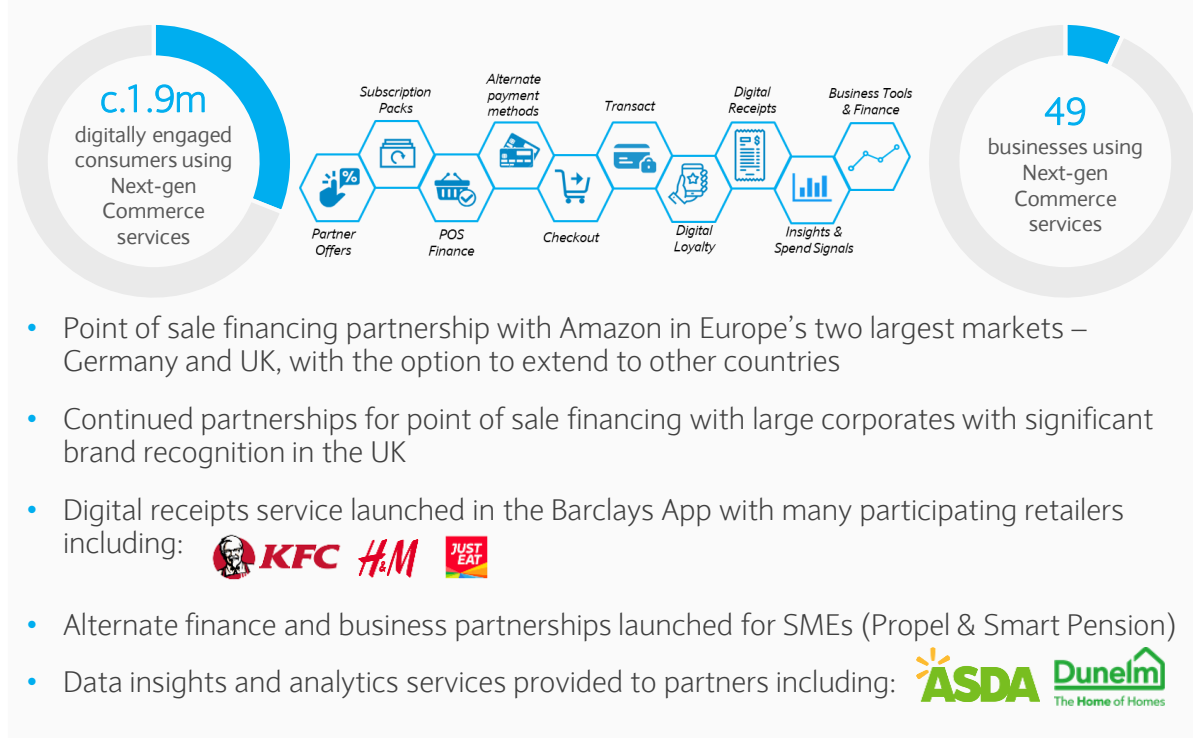 c.1.9m
digitally engaged
consumers using
Next-gen
Commerce
services
Subscription
Packs
Alternate
payment
methods
Transact
Digital
Receipts
Business Tools
& Finance
%
$
Partner
Offers
POS
Finance
Checkout
Digital
Loyalty
Insights &
Spend Signals
49
businesses using
Next-gen
Commerce
services
• Point of sale financing partnership with Amazon in Europe’s two largest markets –
Germany and UK, with the option to extend to other countries
• Continued partnerships for point of sale financing with large corporates with significant
brand recognition in the UK
• Digital receipts service launched in the Barclays App with many participating retailers
including:
KFC
H&M
JUST
EAT
• Alternate finance and business partnerships launched for SMEs (Propel & Smart Pension)
• Data insights and analytics services provided to partners including:
ASDA
Dunelm
The Home of Homes